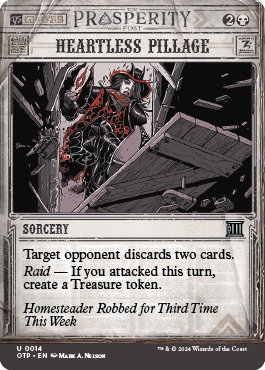 THE
PROSPERITY
POST
2
HEARTLESS PILLAGE
SORCERY
Target opponent discards two cards.
Raid — If you attacked this turn,
create a Treasure token.
Homesteader Robbed for Third Time
This Week
U 0014
OTP • EN MARK A. NELSON
™ & © 2024 Wizards of the Coast